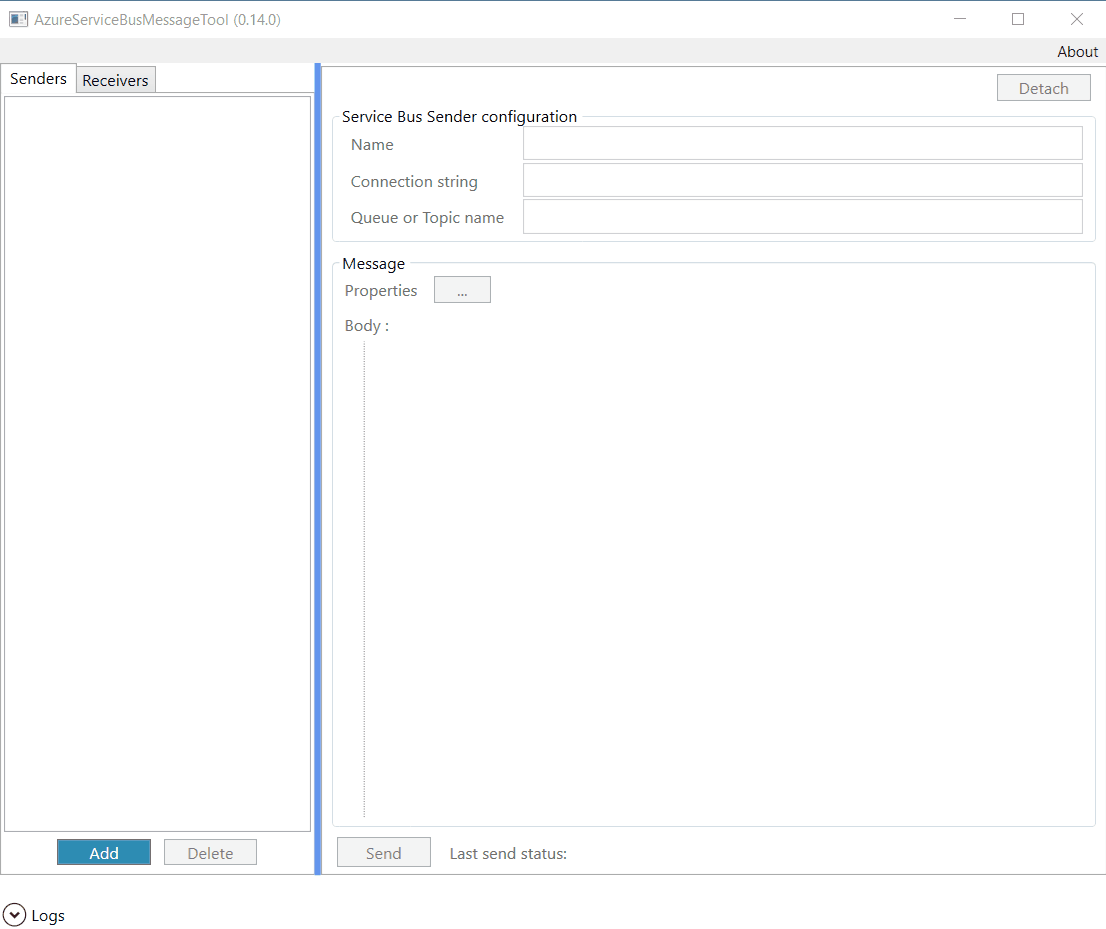 AzureServiceBusMessageTool (0.14.0)
About
Senders
Receivers
Detach
Service Bus Sender configuration
Name
Connection string
Queue or Topic name
Message
Properties
...
Body :
Add
Delete
Send
Last send status:
Logs